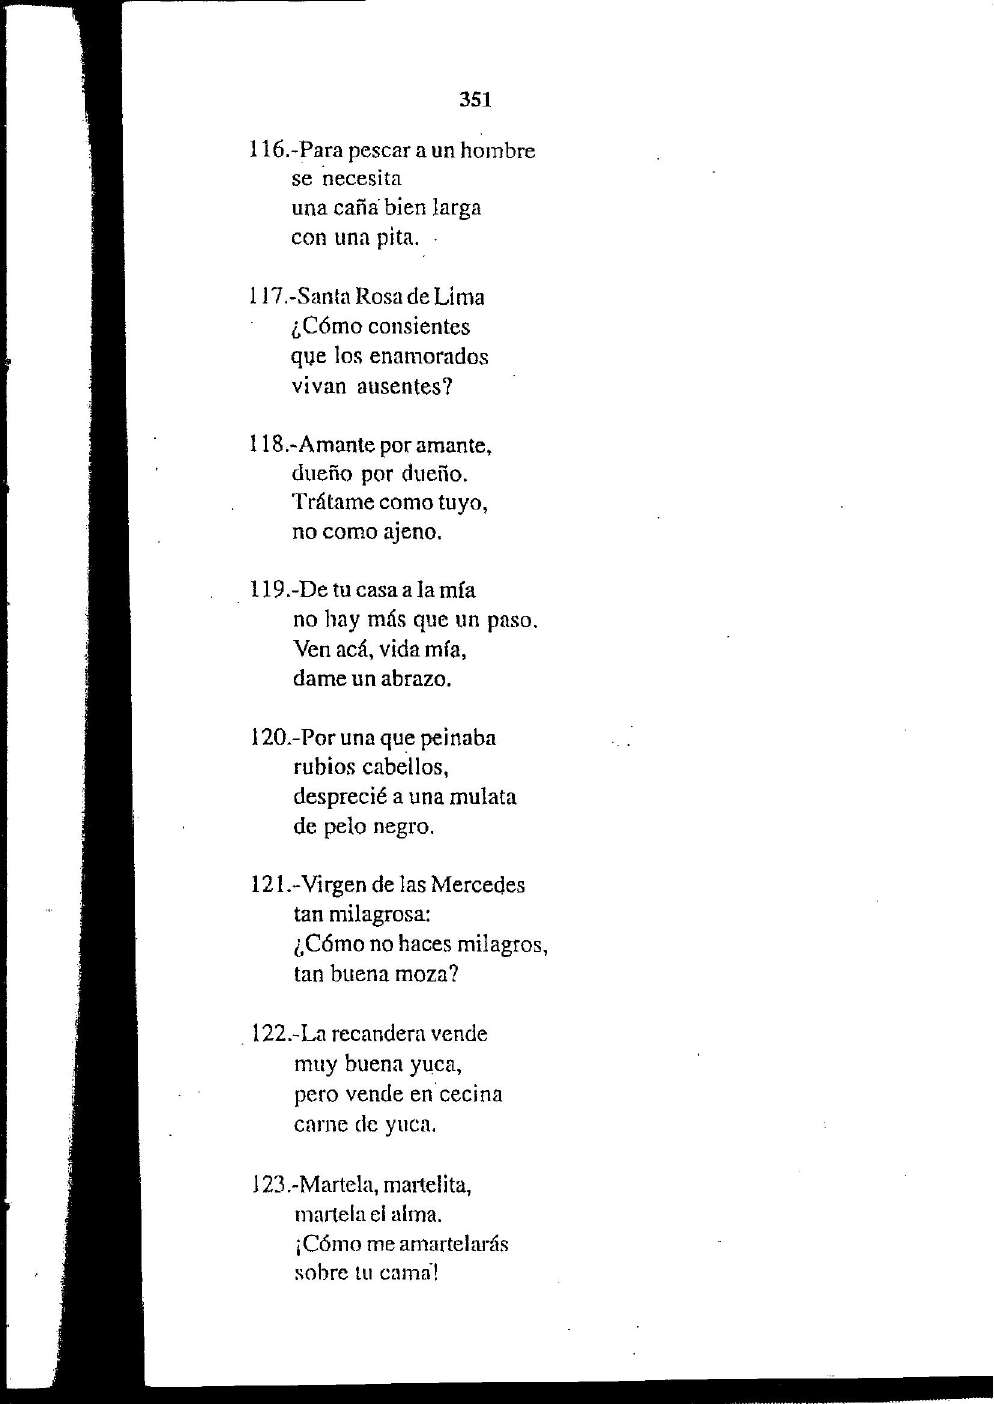 351
116.-Para pescar a un hombre
se necesita
una caña bien larga
con una pita.
117.-Santa Rosa de Lima
¿Cómo consientes
que los enamorados
vivan ausentes?
118.-Amante por amante,
dueño por dueño.
Trátame como tuyo,
no como ajeno.
119.-De tu casa a la mía
no hay más que un paso.
Ven acá, vida mía,
dame un abrazo.
120.-Por una que peinaba
rubios cabellos,
desprecié a una mulata
de pelo negro.
121.-Virgen de las Mercedes
tan milagrosa:
¿Cómo no haces milagros,
tan buena moza?
122.-La recandera vende
muy buena yuca,
pero vende en cecina
carne de yuca.
123.-Martela, martelita,
martela el alma.
¡Cómo me amartelarás
sobre tu cama!